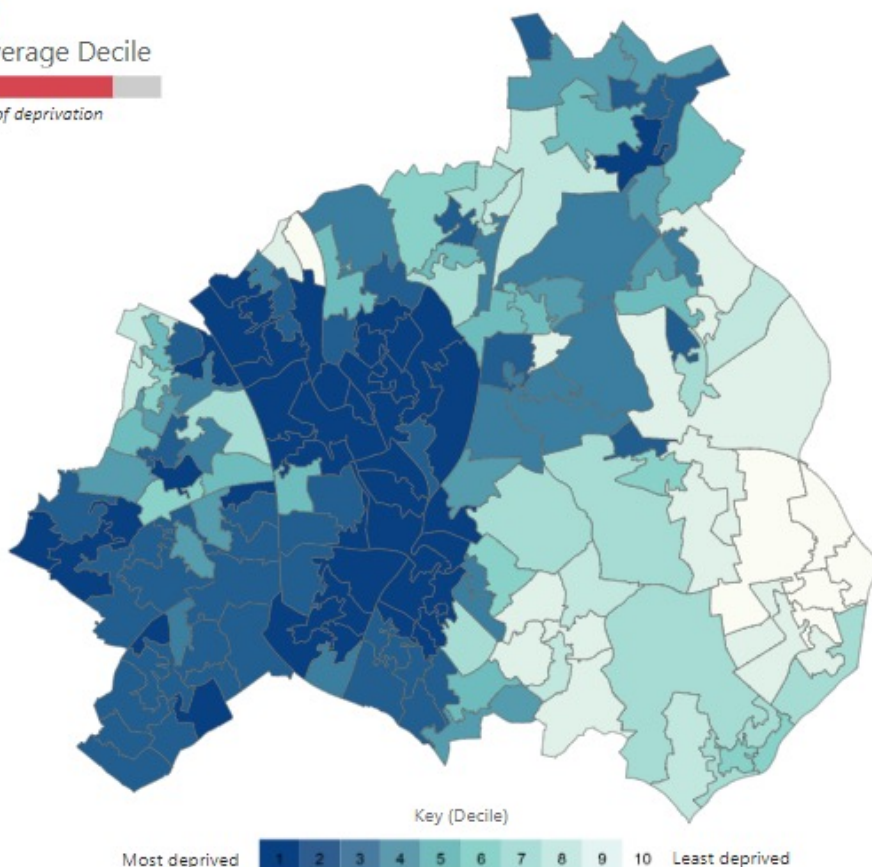 erage Decile
of deprivation
Key (Decile)
Most deprived 1 2 3 4 5 6 7 8 9 10 Least deprived